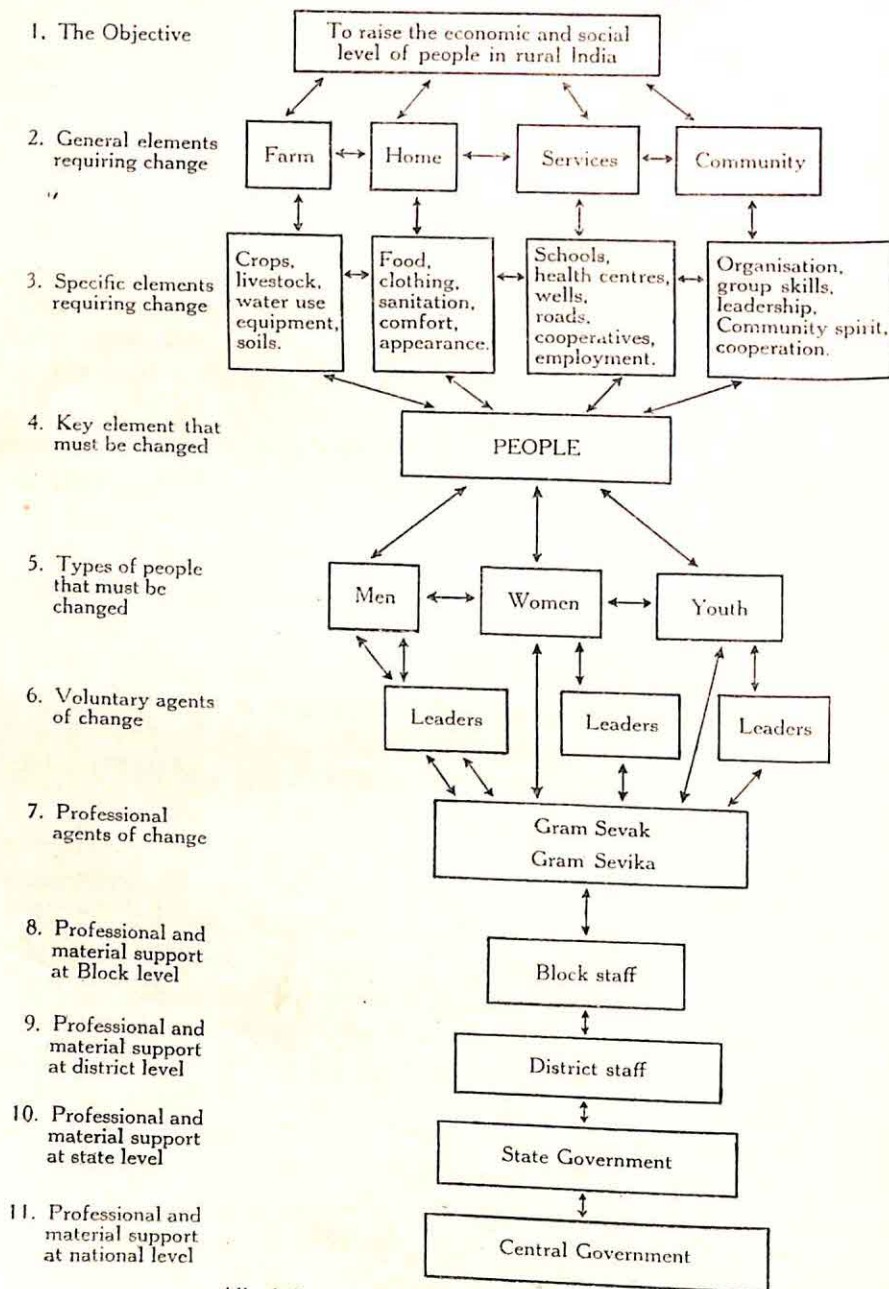 1. The Objective
To raise the economic and social
level of people in rural India
2. General elements
requiring change
Farm
Home
Services
Community
3. Specific elements
requiring change
Crops,
livestock,
water use
equipment,
soils.
Food,
clothing,
sanitation,
comfort,
appearance.
Schools,
health centres,
wells,
roads,
cooperatives,
employment.
Organisation,
group skills,
leadership,
Community spirit,
cooperation.
4. Key element that
must be changed
PEOPLE
5. Types of people
that must be
changed
Men
Women
Youth
6. Voluntary agents
of change
Leaders
Leaders
Leaders
7. Professional
agents of change
Gram Sevak
Gram Sevika
8. Professional and
material support
at Block level
Block staff
9. Professional and
material support
at district level
District staff
10. Professional and
material support
at state level
State Government
11. Professional and
material support
at national level
Central Government